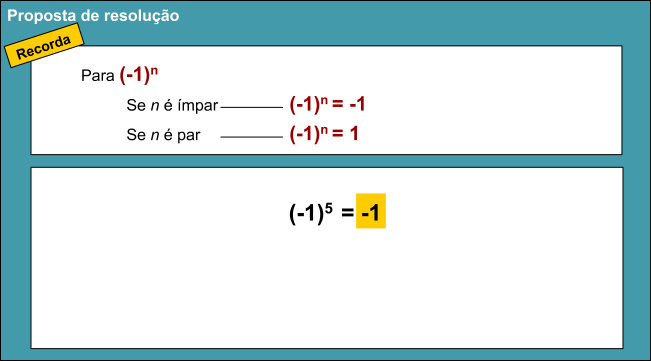 Proposta de resolução
Recorda
Para (-1)ⁿ
Se n é ímpar (-1)ⁿ = -1
Se n é par (-1)ⁿ = 1
(-1)⁵ = -1